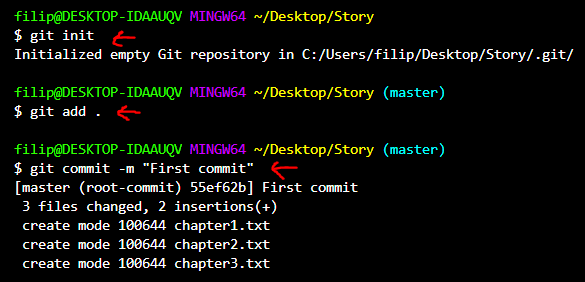 filip@DESKTOP-IDAAUQV MINGW64 ~/Desktop/Story
$ git init
Initialized empty Git repository in C:/Users/filip/Desktop/Story/.git/
filip@DESKTOP-IDAAUQV MINGW64 ~/Desktop/Story (master)
$ git add .
filip@DESKTOP-IDAAUQV MINGW64 ~/Desktop/Story (master)
$ git commit -m "First commit"
[master (root-commit) 55ef62b] First commit
 3 files changed, 2 insertions(+)
 create mode 100644 chapter1.txt
 create mode 100644 chapter2.txt
 create mode 100644 chapter3.txt